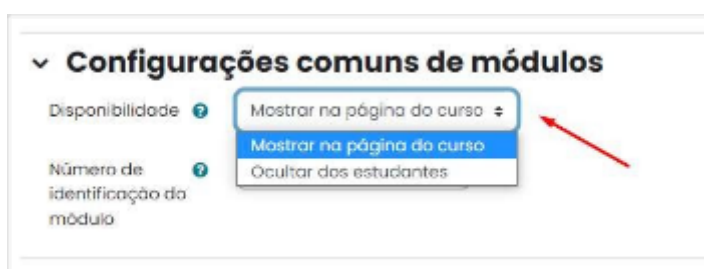 Configurações comuns de módulos
Disponibilidade
Mostrar na página do curso
Mostrar na página do curso
Ocultar dos estudantes
Número de
identificação do
módulo